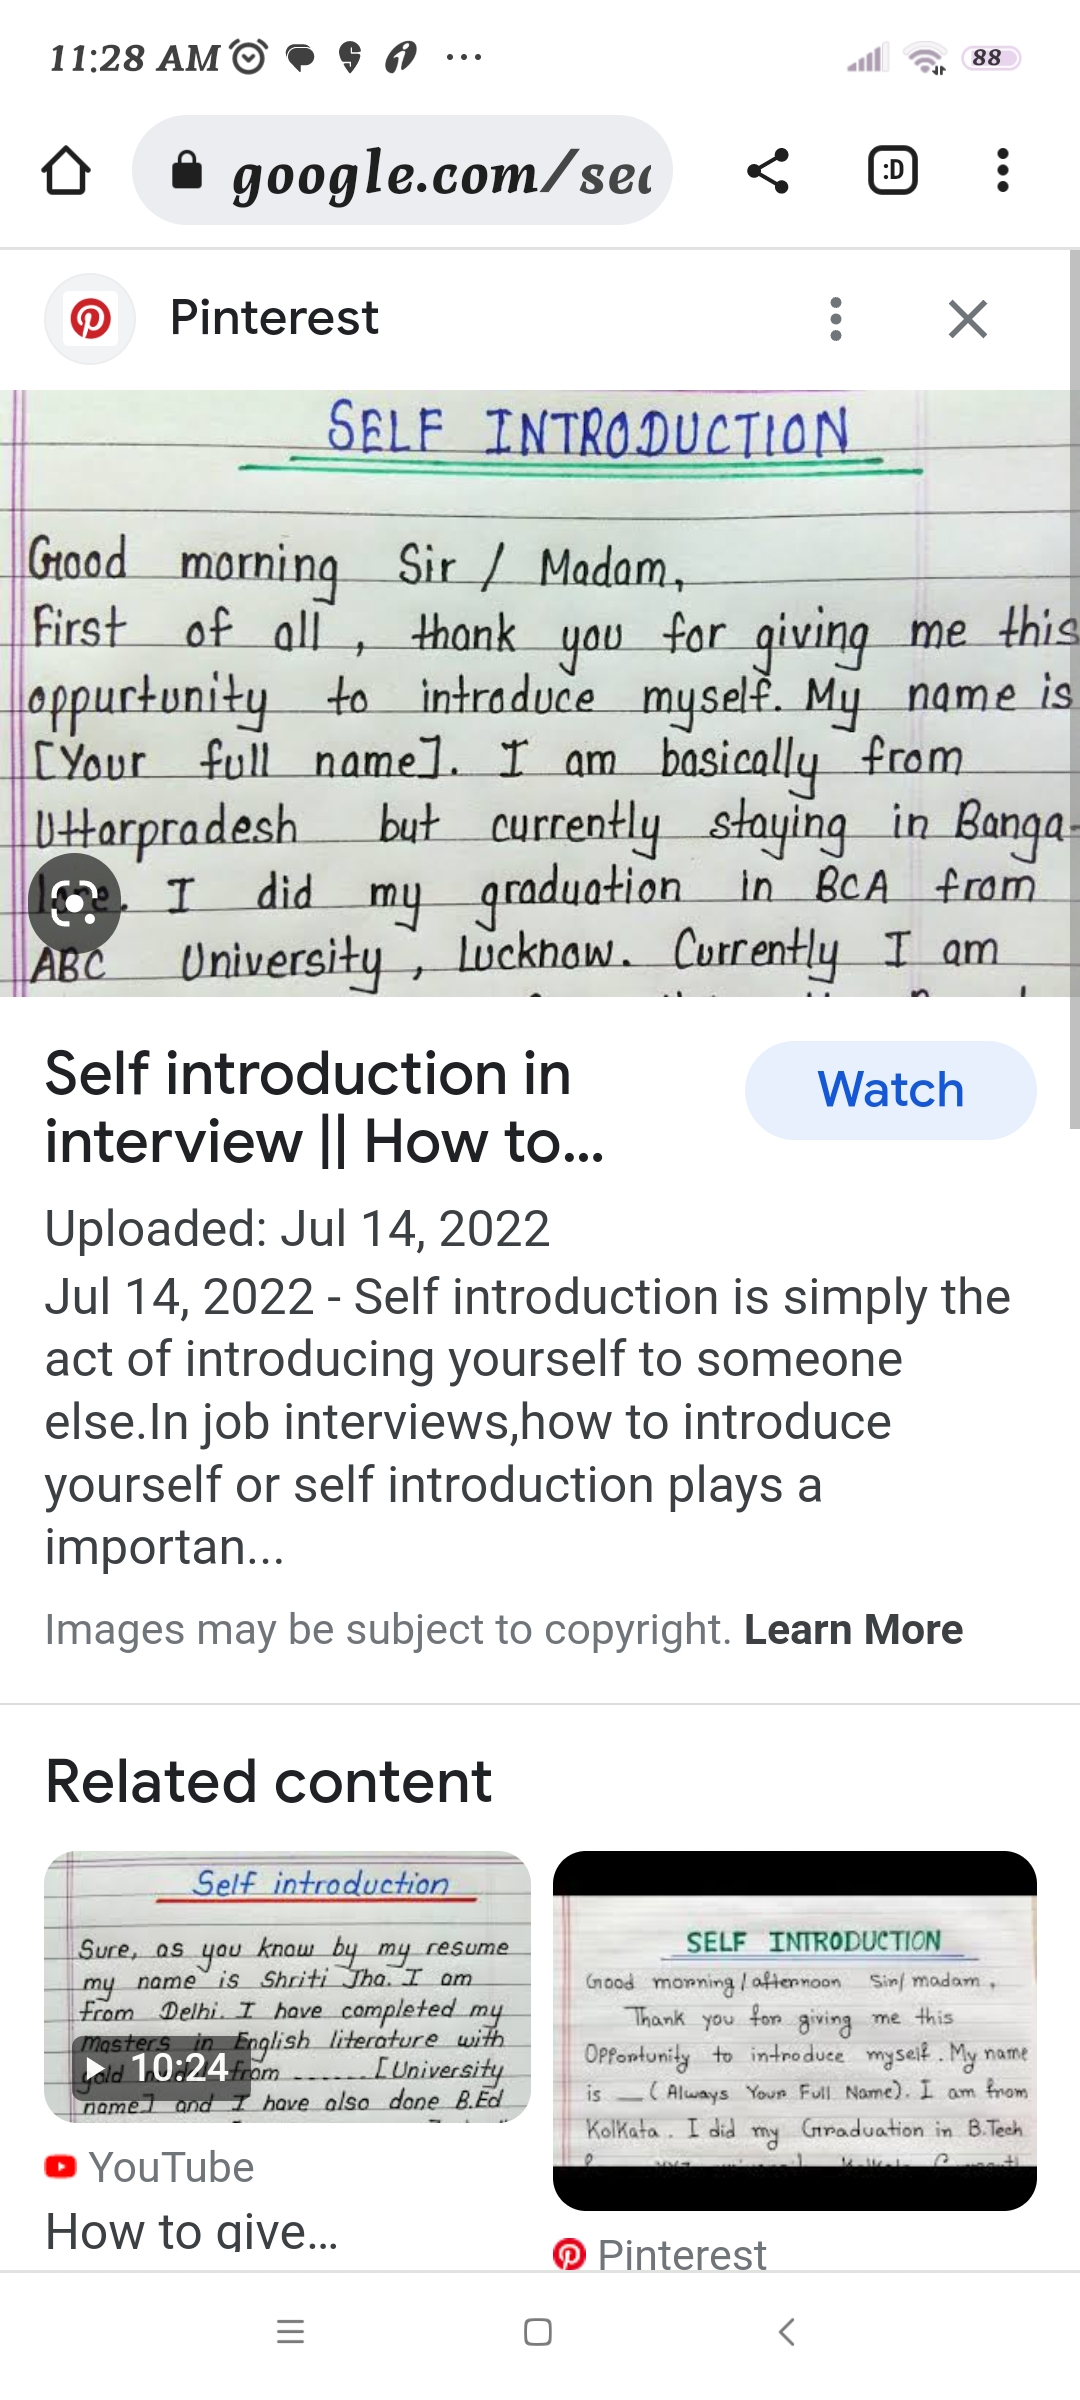 11:28 AM
88
google.com/sea
:D
Pinterest
SELF INTRODUCTION
Good morning Sir / Madam,
First of all, thank you for giving me this
oppurtunity to introduce myself. My name is
[Your full name]. I am basically from
Uttarpradesh but currently staying in Banga-
lore. I did my graduation in BCA from
ABC University, Lucknow. Currently I am
Self introduction in
interview || How to...
Watch
Uploaded: Jul 14, 2022
Jul 14, 2022 - Self introduction is simply the
act of introducing yourself to someone
else.In job interviews,how to introduce
yourself or self introduction plays a
importan...
Images may be subject to copyright. Learn More
Related content
Self introduction
Sure, as you know by my resume
my name is Shriti Jha. I am
from Delhi. I have completed my
masters in English literature with
gold medal from ...... [University
name] and I have also done B.Ed
10:24
YouTube
How to give...
SELF INTRODUCTION
Good morning / afternoon Sir/ madam,
Thank you for giving me this
Opportunity to introduce myself. My name
is __ ( Always Your Full Name). I am from
Kolkata. I did my Graduation in B.Tech
Pinterest